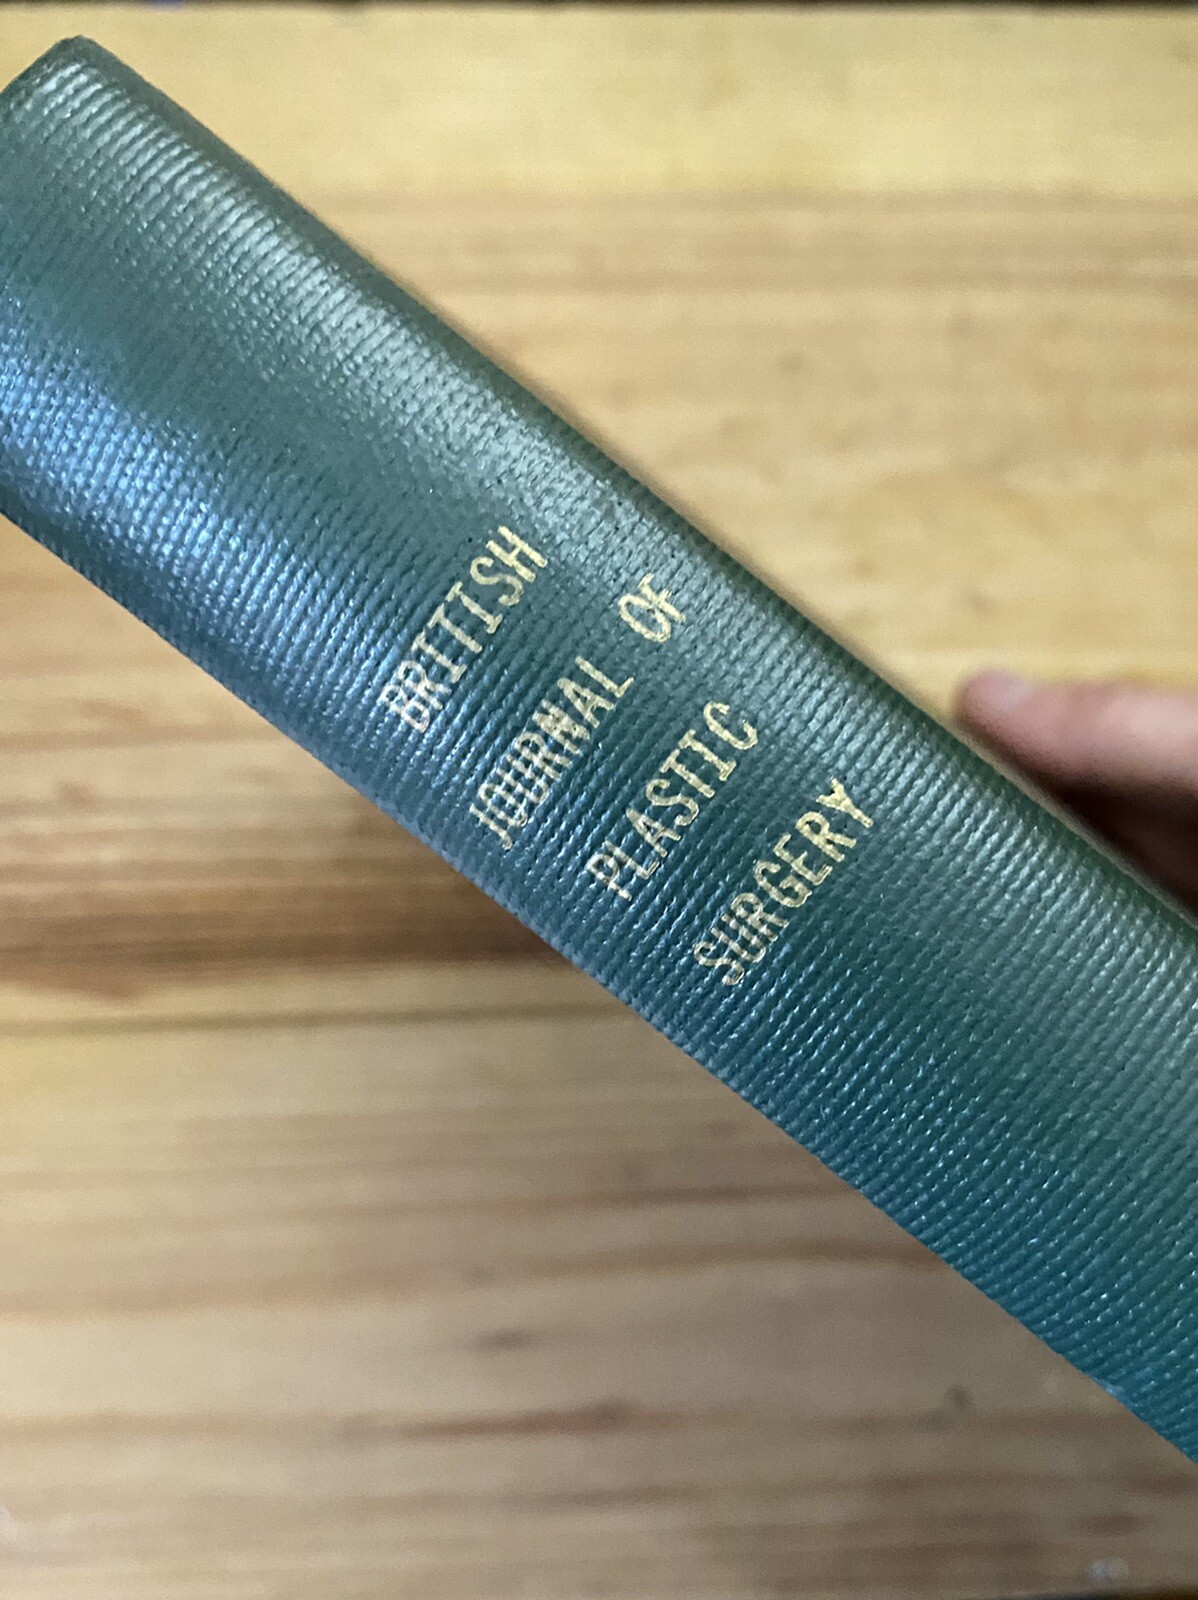 BRITISH
JOURNAL OF
PLASTIC
SURGERY